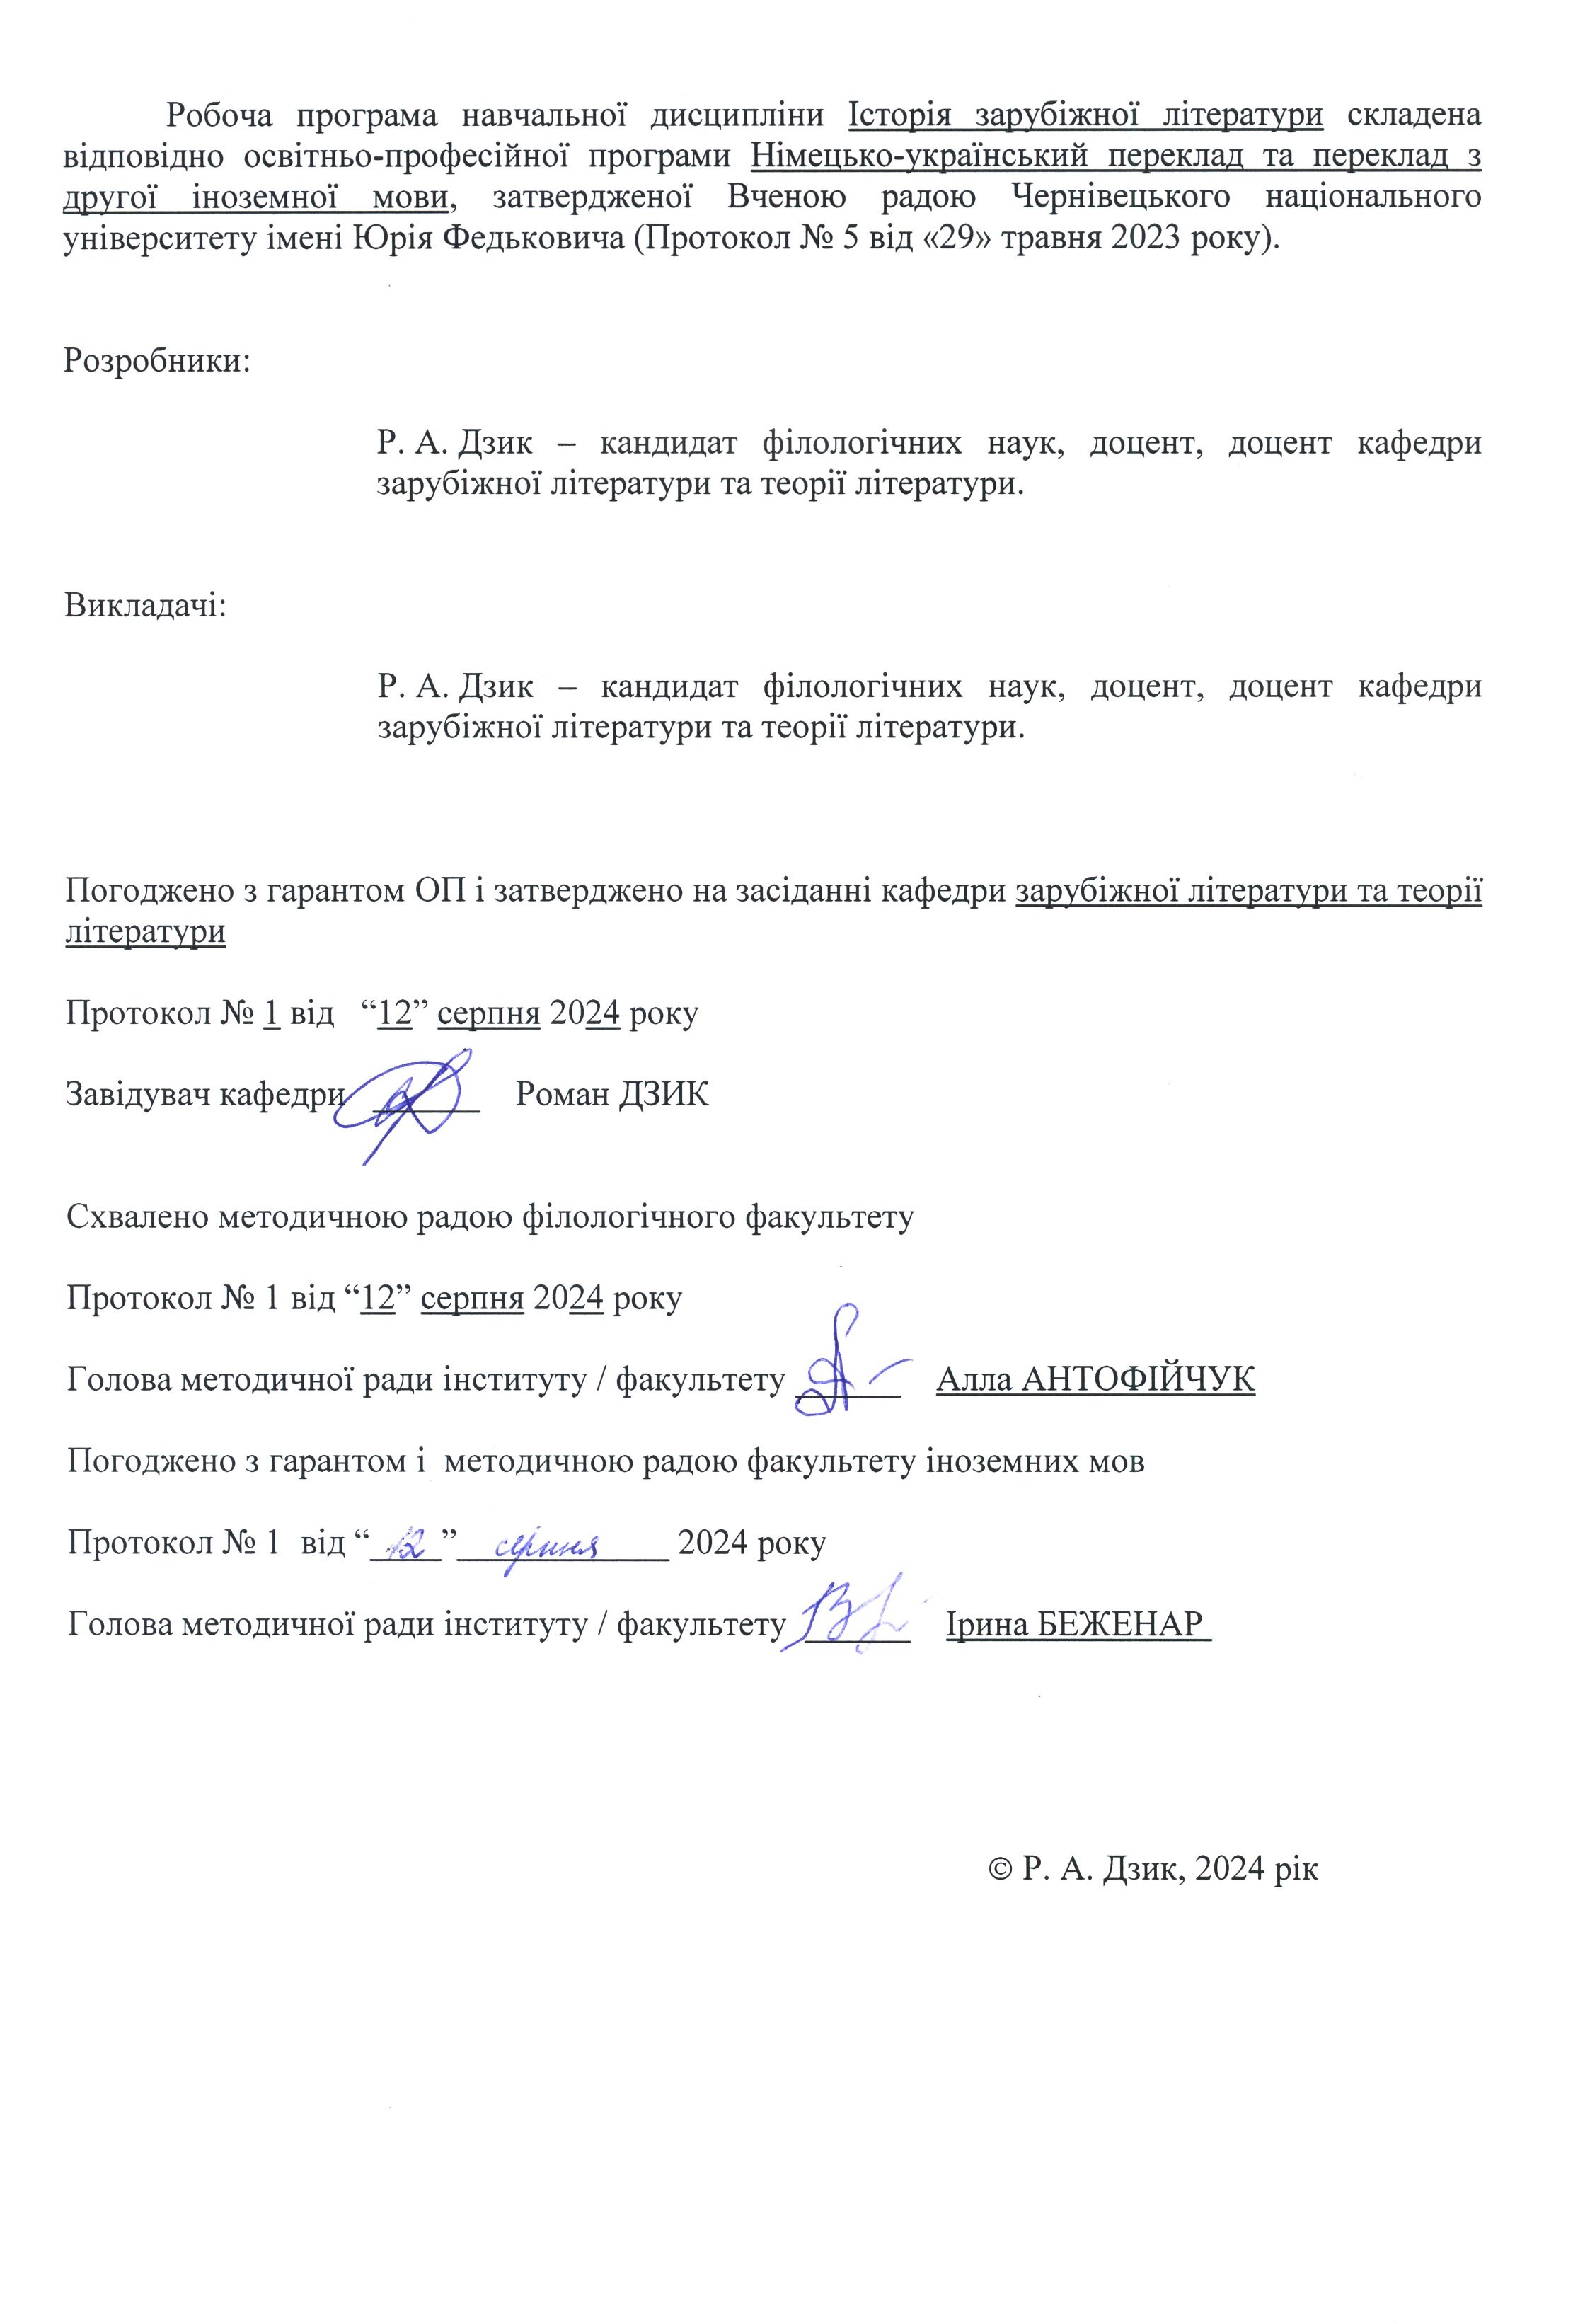 Робоча програма навчальної дисципліни Історія зарубіжної літератури складена
відповідно освітньо-професійної програми Німецько-український переклад та переклад з
другої іноземної мови, затвердженої Вченою радою Чернівецького національного
університету імені Юрія Федьковича (Протокол № 5 від «29» травня 2023 року).
Розробники:
Р. А. Дзик – кандидат філологічних наук, доцент, доцент кафедри
зарубіжної літератури та теорії літератури.
Викладачі:
Р. А. Дзик – кандидат філологічних наук, доцент, доцент кафедри
зарубіжної літератури та теорії літератури.
Погоджено з гарантом ОП і затверджено на засіданні кафедри зарубіжної літератури та теорії
літератури
Протокол № 1 від “12” серпня 2024 року
Завідувач кафедри ______ Роман ДЗИК
Схвалено методичною радою філологічного факультету
Протокол № 1 від “12” серпня 2024 року
Голова методичної ради інституту / факультету ______ Алла АНТОФІЙЧУК
Погоджено з гарантом і методичною радою факультету іноземних мов
Протокол № 1 від “12” серпня 2024 року
Голова методичної ради інституту / факультету ______ Ірина БЕЖЕНАР
© Р. А. Дзик, 2024 рік